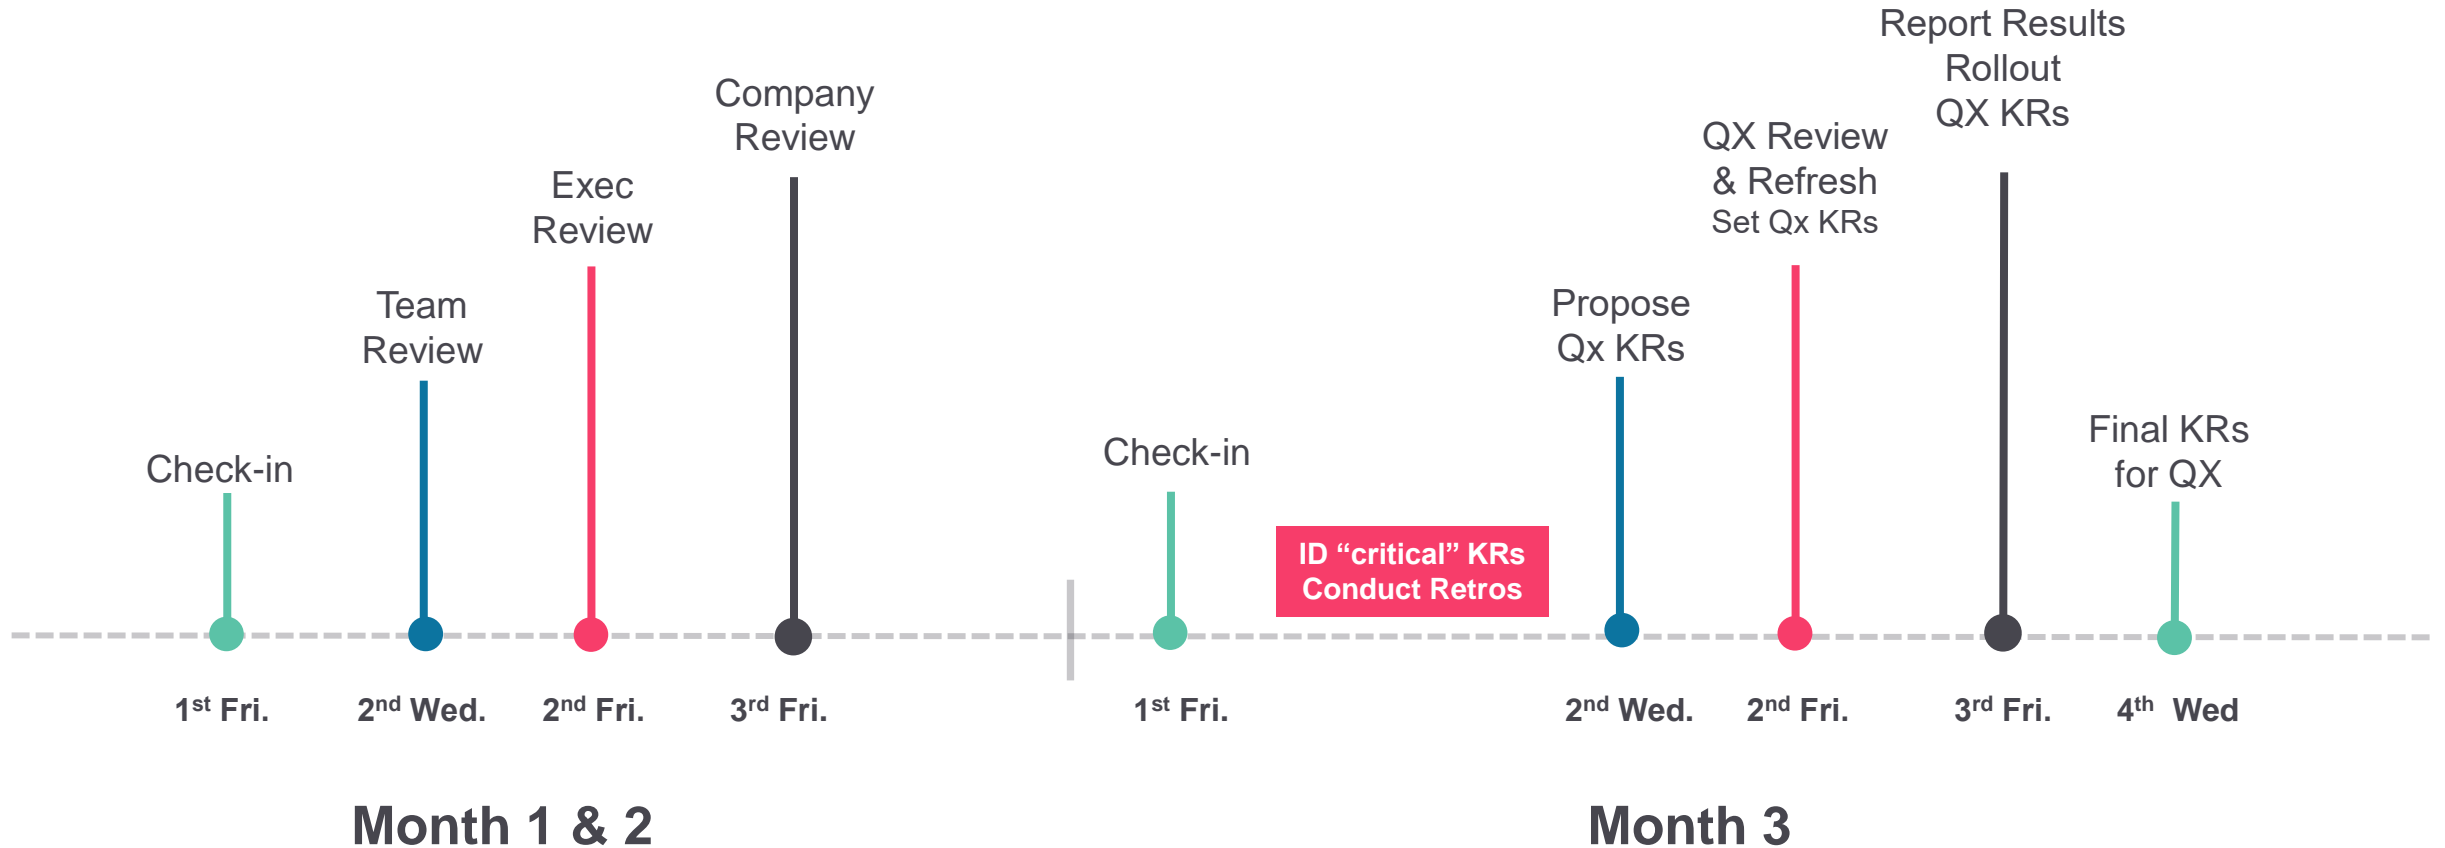 Check-in
Team
Review
Exec
Review
Company
Review
1st Fri.
2nd Wed.
2nd Fri.
3rd Fri.
Month 1 & 2
Check-in
ID “critical” KRs
Conduct Retros
Propose
Qx KRs
QX Review
& Refresh
Set Qx KRs
Report Results
Rollout
QX KRs
Final KRs
for QX
1st Fri.
2nd Wed.
2nd Fri.
3rd Fri.
4th  Wed
Month 3